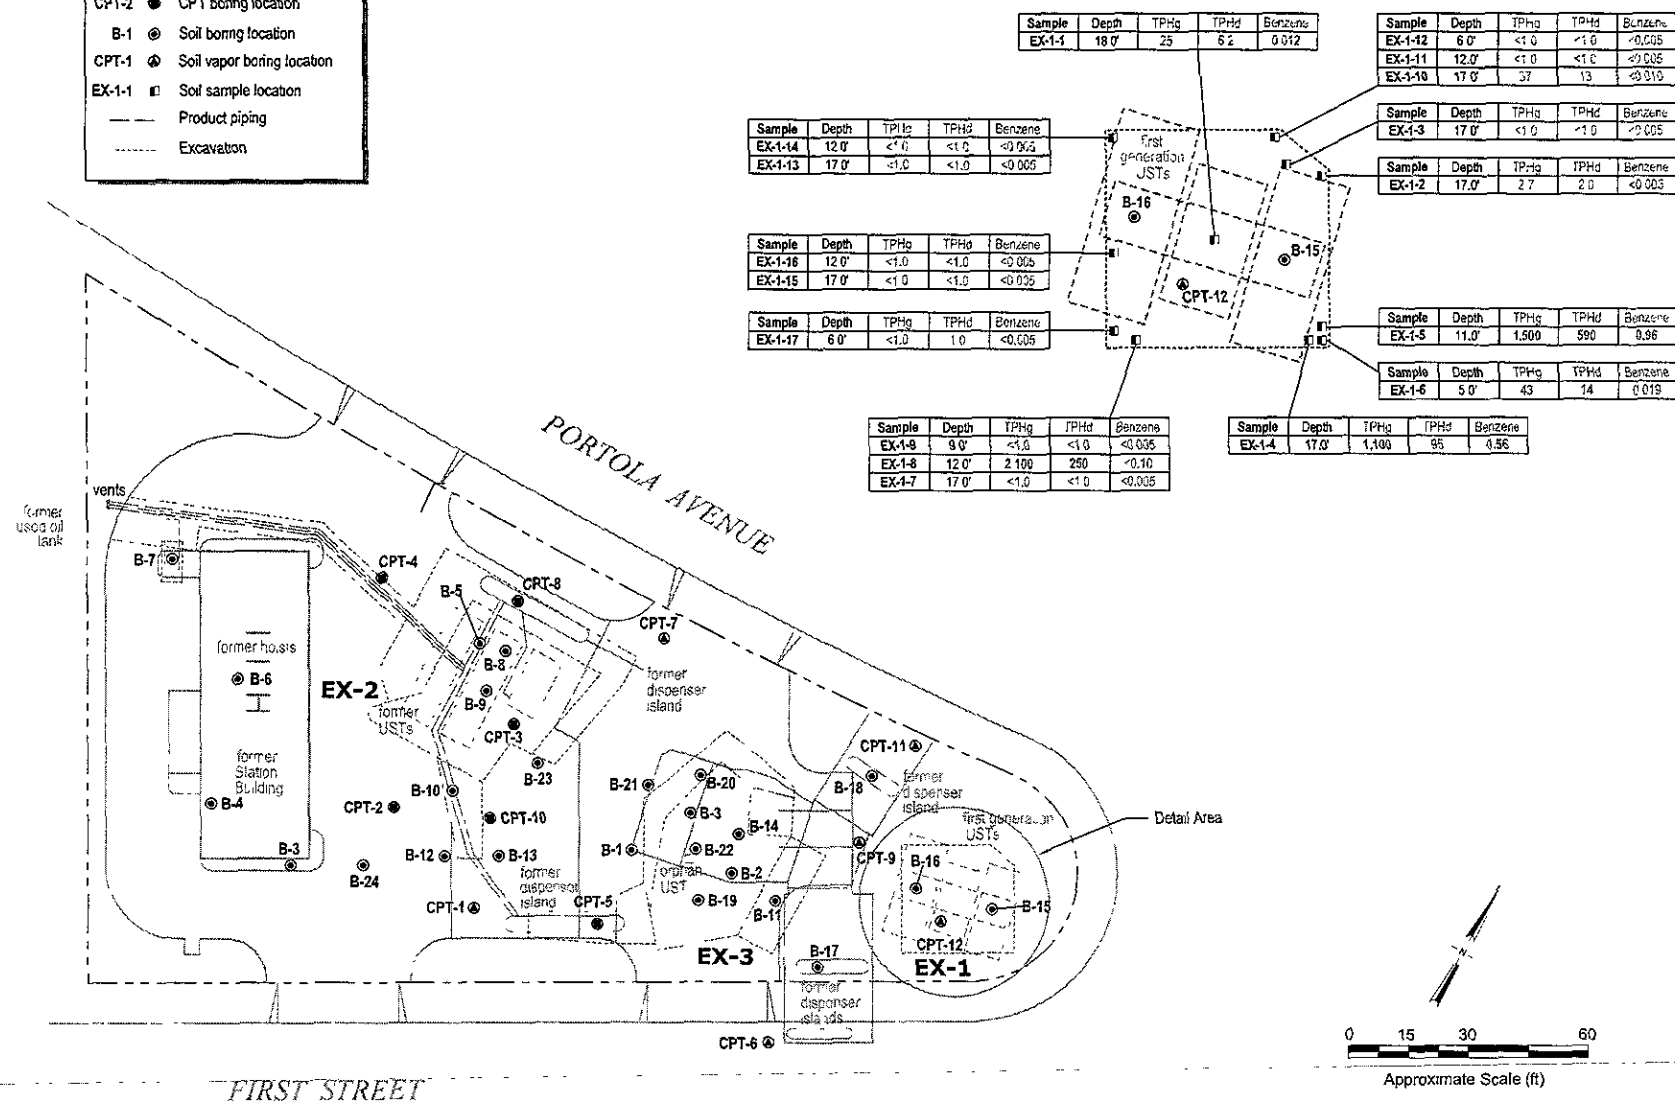 CPT-2 CPT boring location
B-1 Soil boring location
CPT-1 Soil vapor boring location
EX-1-1 Soil sample location
Product piping
Excavation
Sample Depth TPHg TPHd Benzene
EX-1-1 18 0' 25 6 2 0 012
Sample Depth TPHg TPHd Benzene
EX-1-12 6 0' <1 0 <1 0 <0,005
EX-1-11 12.0' <1 0 <1 0 <0 005
EX-1-10 17 0' 37 13 <0 010
Sample Depth TPHg TPHd Benzene
EX-1-3 17 0' <1 0 <1 0 <0 005
Sample Depth TPHg TPHd Benzene
EX-1-2 17.0' 2 7 2 0
Sample Depth TPHg TPHd Benzene
EX-1-14 12 0' <1 0 <1.0 <0 005
EX-1-13 17.0' <1,0 <1.0 <0 005
Sample Depth TPHg TPHd Benzene
EX-1-16 12 0' <1.0 <1.0 <0 005
EX-1-15 17 0' <1 0 <1.0 <0 005
Sample Depth TPHg TPHd Benzene
EX-1-17 6 0' <1.0 1 0 <0,005
Sample Depth TPHg TPHd Benzene
EX-1-5 11.0' 1,500 590 0,96
Sample Depth TPHg TPHd Benzene
EX-1-6 5 0' 43 14 0 019
Sample Depth TPHg TPHd Benzene
EX-1-9 9 0' <1,0 <1 0 <0 005
EX-1-8 12 0' 2 100 250 <0.10
EX-1-7 17 0' <1,0 <1 0 <0,005
Sample Depth TPHg TPHd Benzene
EX-1-4 17.0' 1,100 95 0.56
first
generation
USTs
B-16
B-15
CPT-12
PORTOLA AVENUE
vents
former
used oil
tank
B-7
CPT-4
CPT-8
B-5
CPT-7
B-8
former hoists
B-6
EX-2
B-9
former
USTs
CPT-3
former
dispenser
island
former
Station
Building
B-4
B-3
B-24
CPT-2
B-10
B-23
CPT-10
B-12
B-13
former
dispenser
island
CPT-1
CPT-5
B-21
B-20
B-3
B-14
B-1
B-22
orphan
UST
B-2
B-19
B-11
EX-3
CPT-11
B-18
former
dispenser
island
CPT-9
first generation
USTs
B-16
B-15
CPT-12
EX-1
Detail Area
B-17
former
dispenser
islands
CPT-6
FIRST STREET
N
0 15 30 60
Approximate Scale (ft)